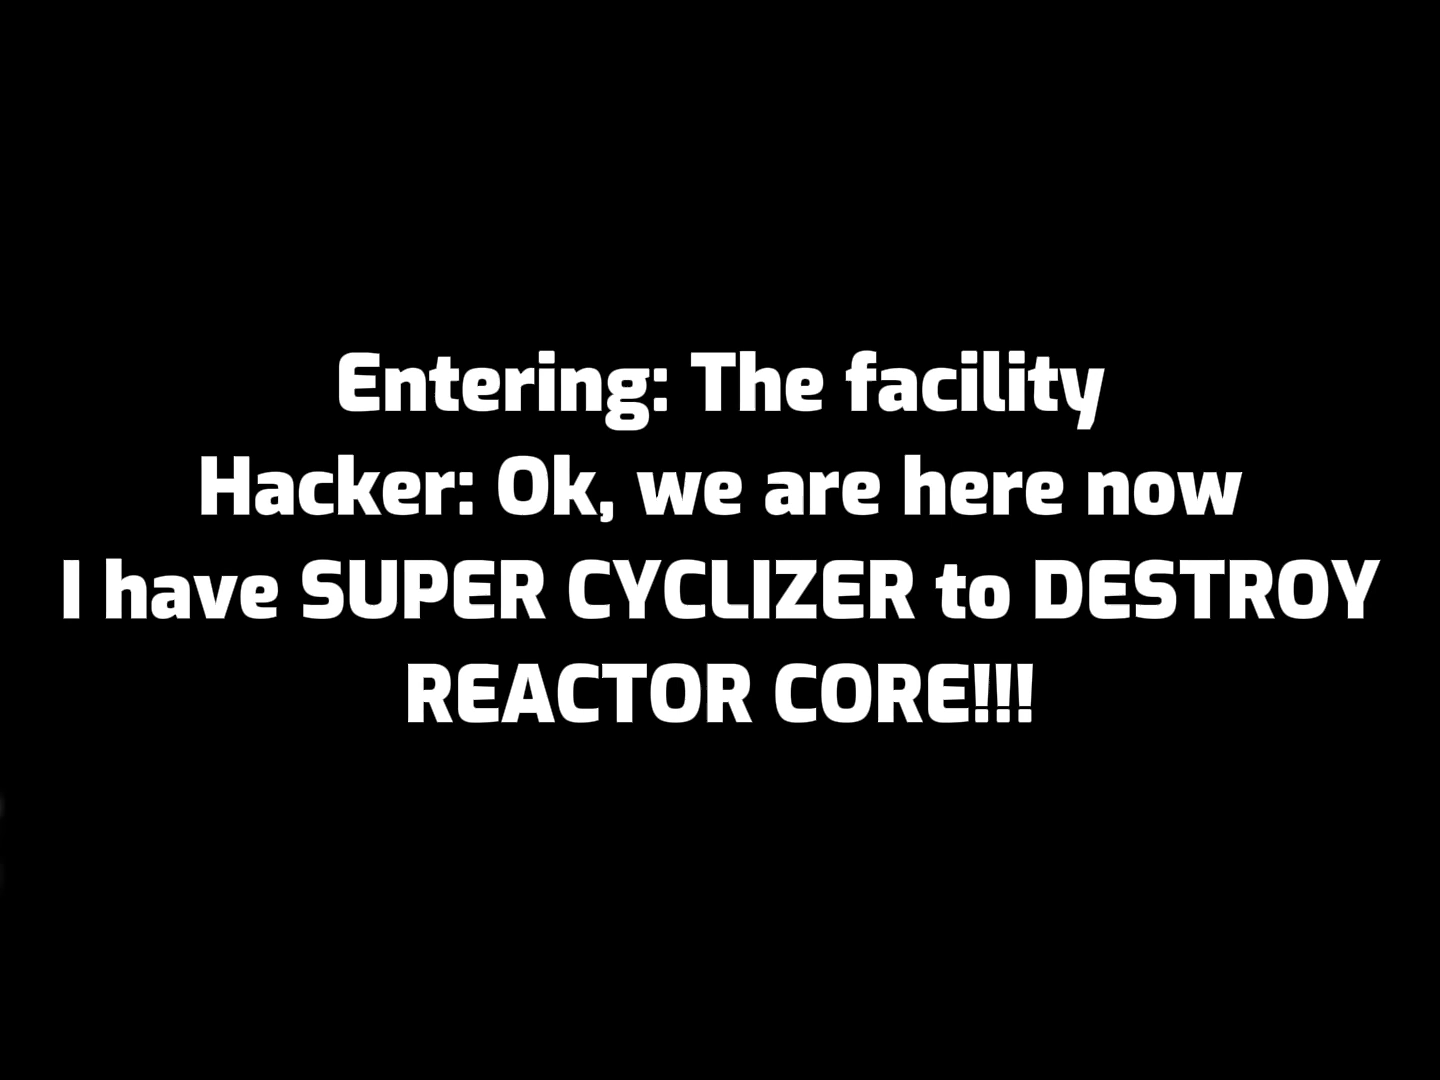 Entering: The facility
Hacker: Ok, we are here now
I have SUPER CYCLIZER to DESTROY
REACTOR CORE!!!